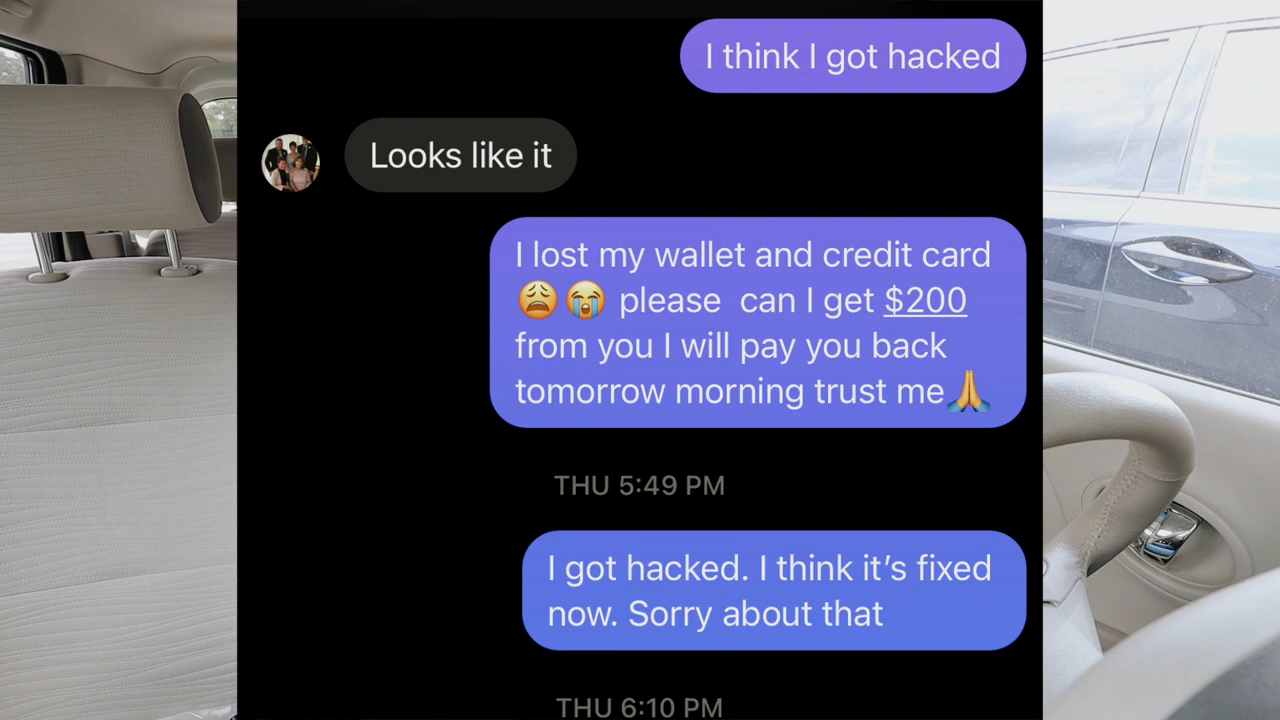 I think I got hacked
Looks like it
I lost my wallet and credit card
😩😭 please  can I get $200
from you I will pay you back
tomorrow morning trust me🙏
THU 5:49 PM
I got hacked. I think it’s fixed
now. Sorry about that
THU 6:10 PM